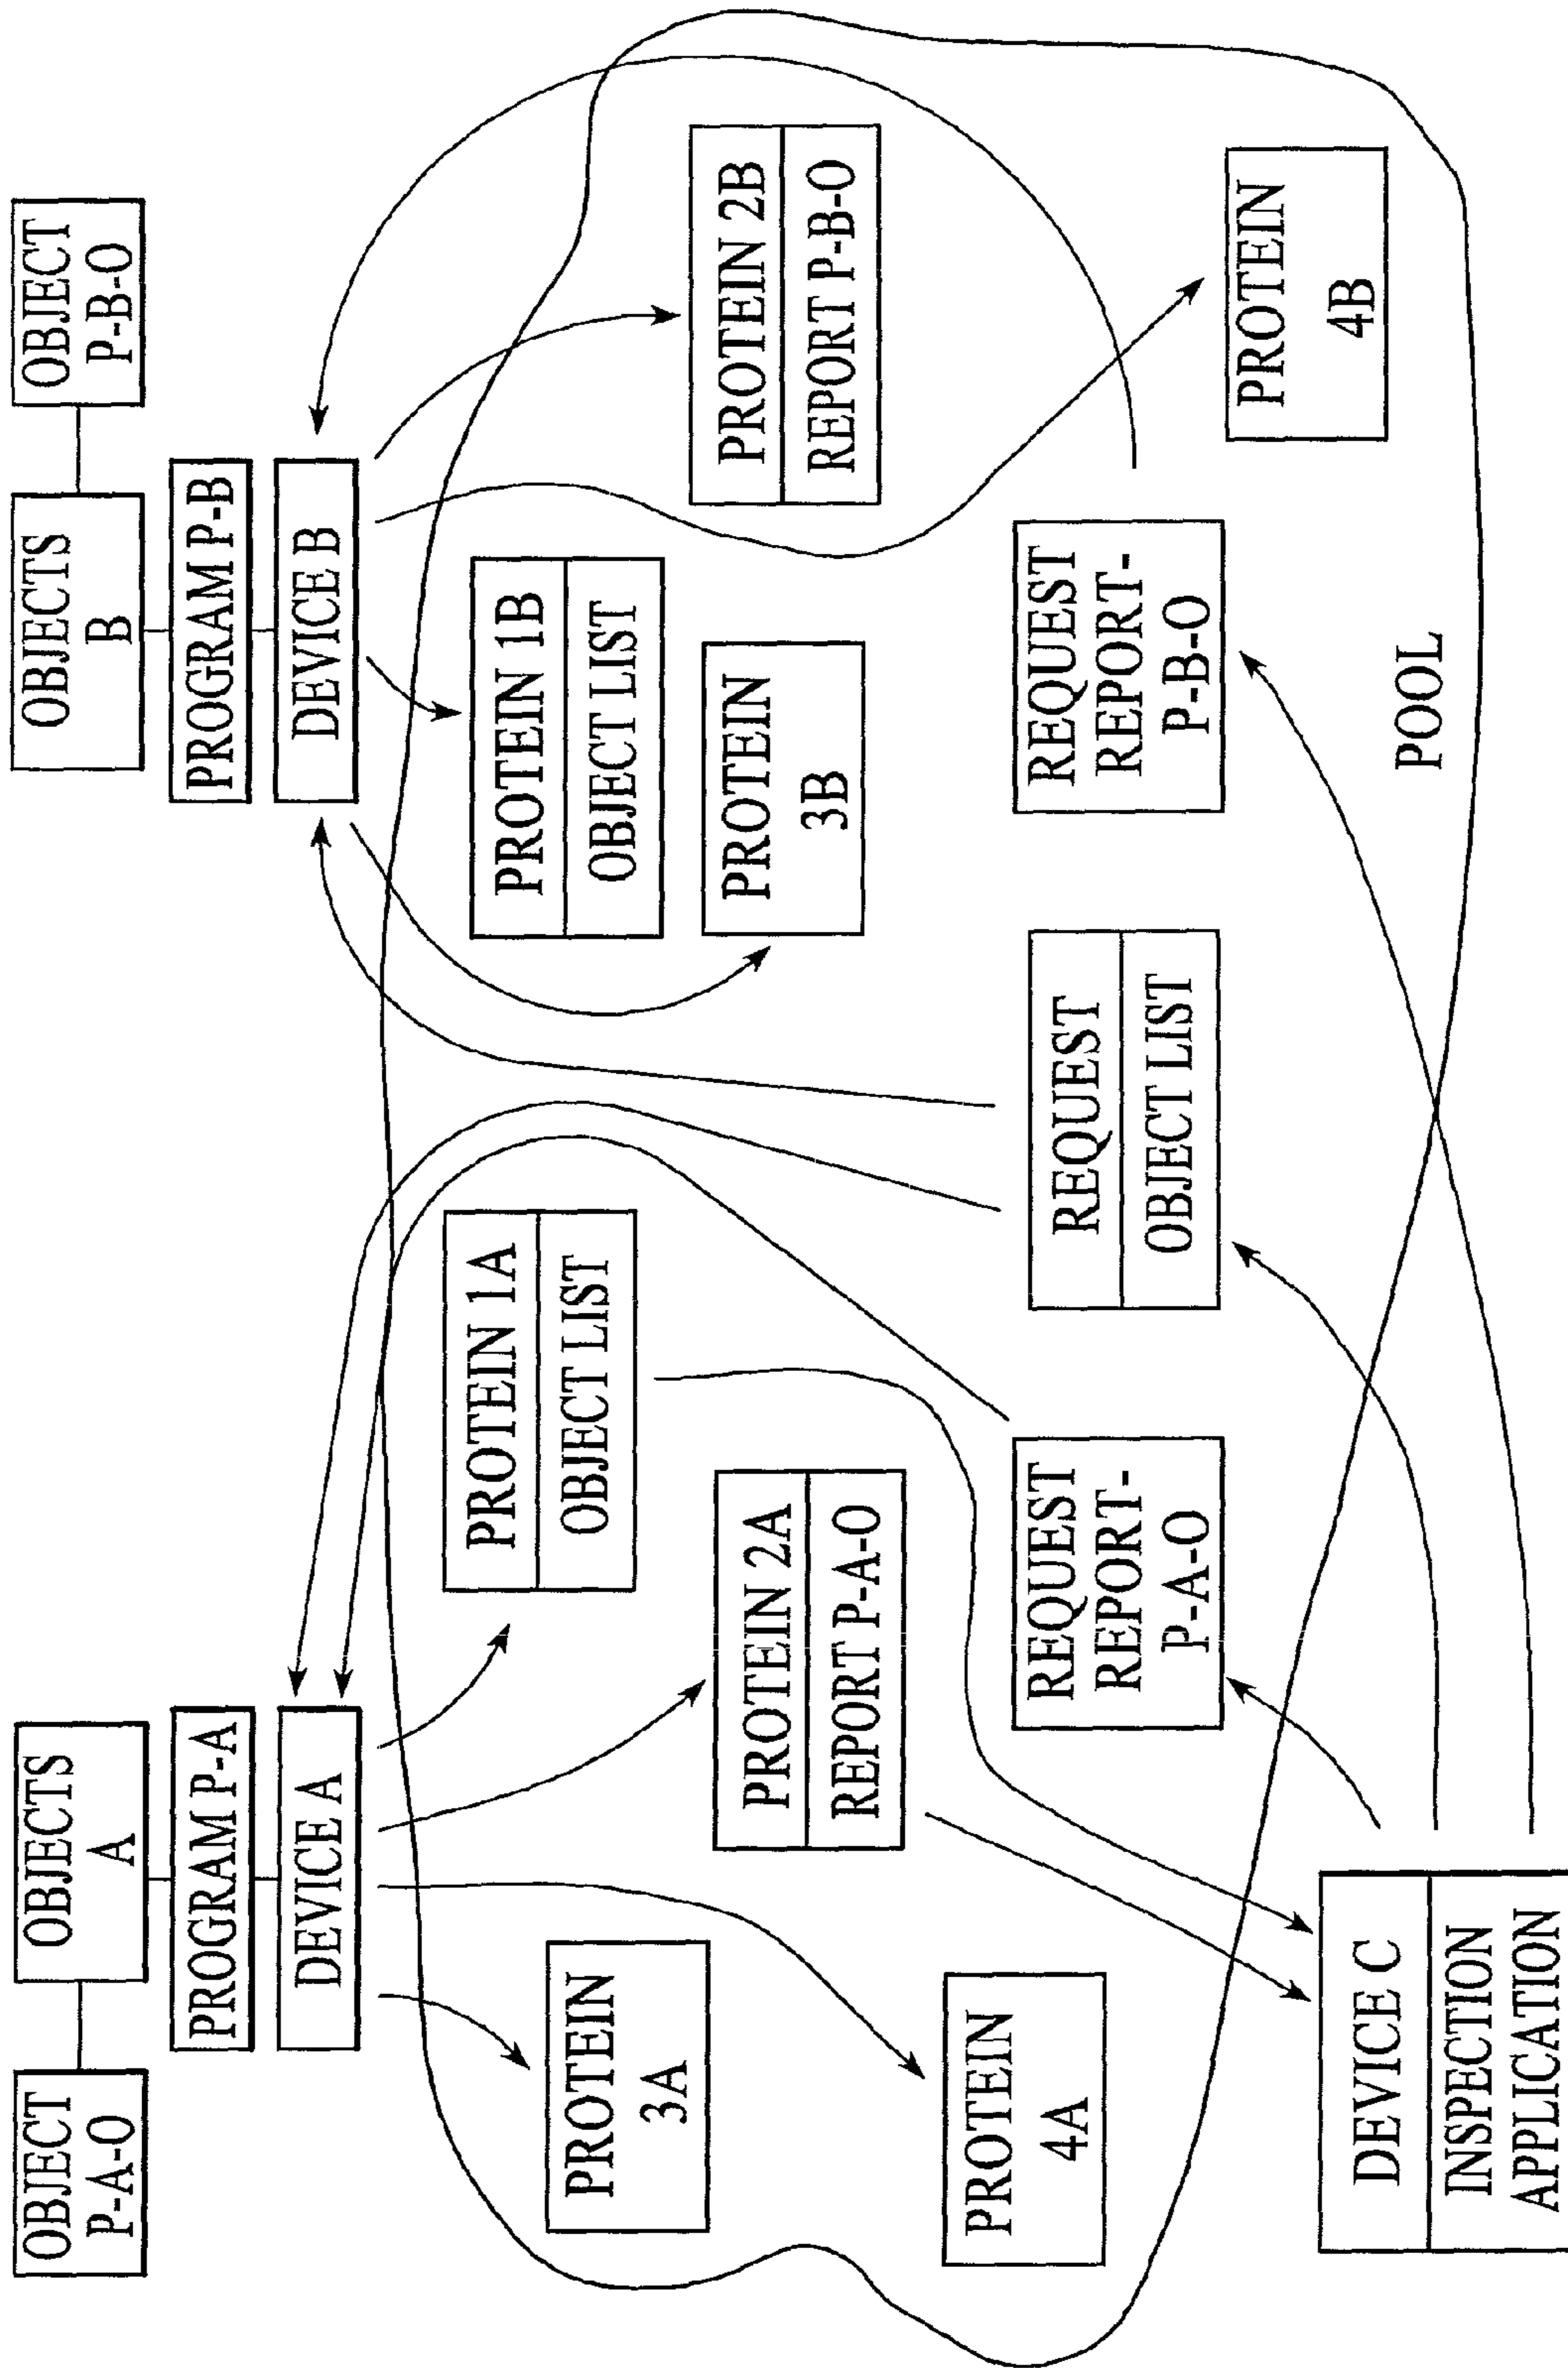 OBJECT
P-A-O
OBJECTS
A
PROGRAM P-A
DEVICE A
OBJECTS
B
OBJECT
P-B-O
PROGRAM P-B
DEVICE B
PROTEIN
3A
PROTEIN 1A
OBJECT LIST
PROTEIN 1B
OBJECT LIST
PROTEIN 2A
REPORT P-A-O
PROTEIN
3B
PROTEIN 2B
REPORT P-B-O
PROTEIN
4A
REQUEST
REPORT-
P-A-O
REQUEST
OBJECT LIST
REQUEST
REPORT-
P-B-O
PROTEIN
4B
POOL
DEVICE C
INSPECTION
APPLICATION